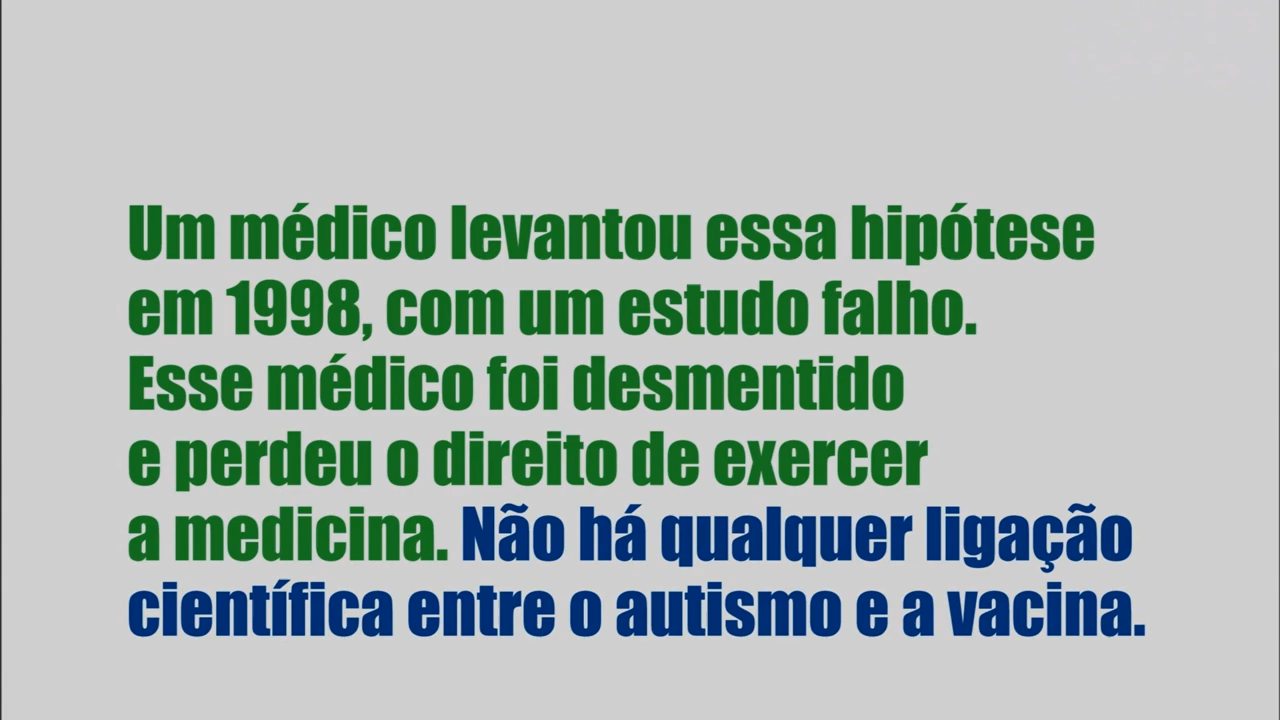 Um médico levantou essa hipótese
em 1998, com um estudo falho.
Esse médico foi desmentido
e perdeu o direito de exercer
a medicina. Não há qualquer ligação
científica entre o autismo e a vacina.